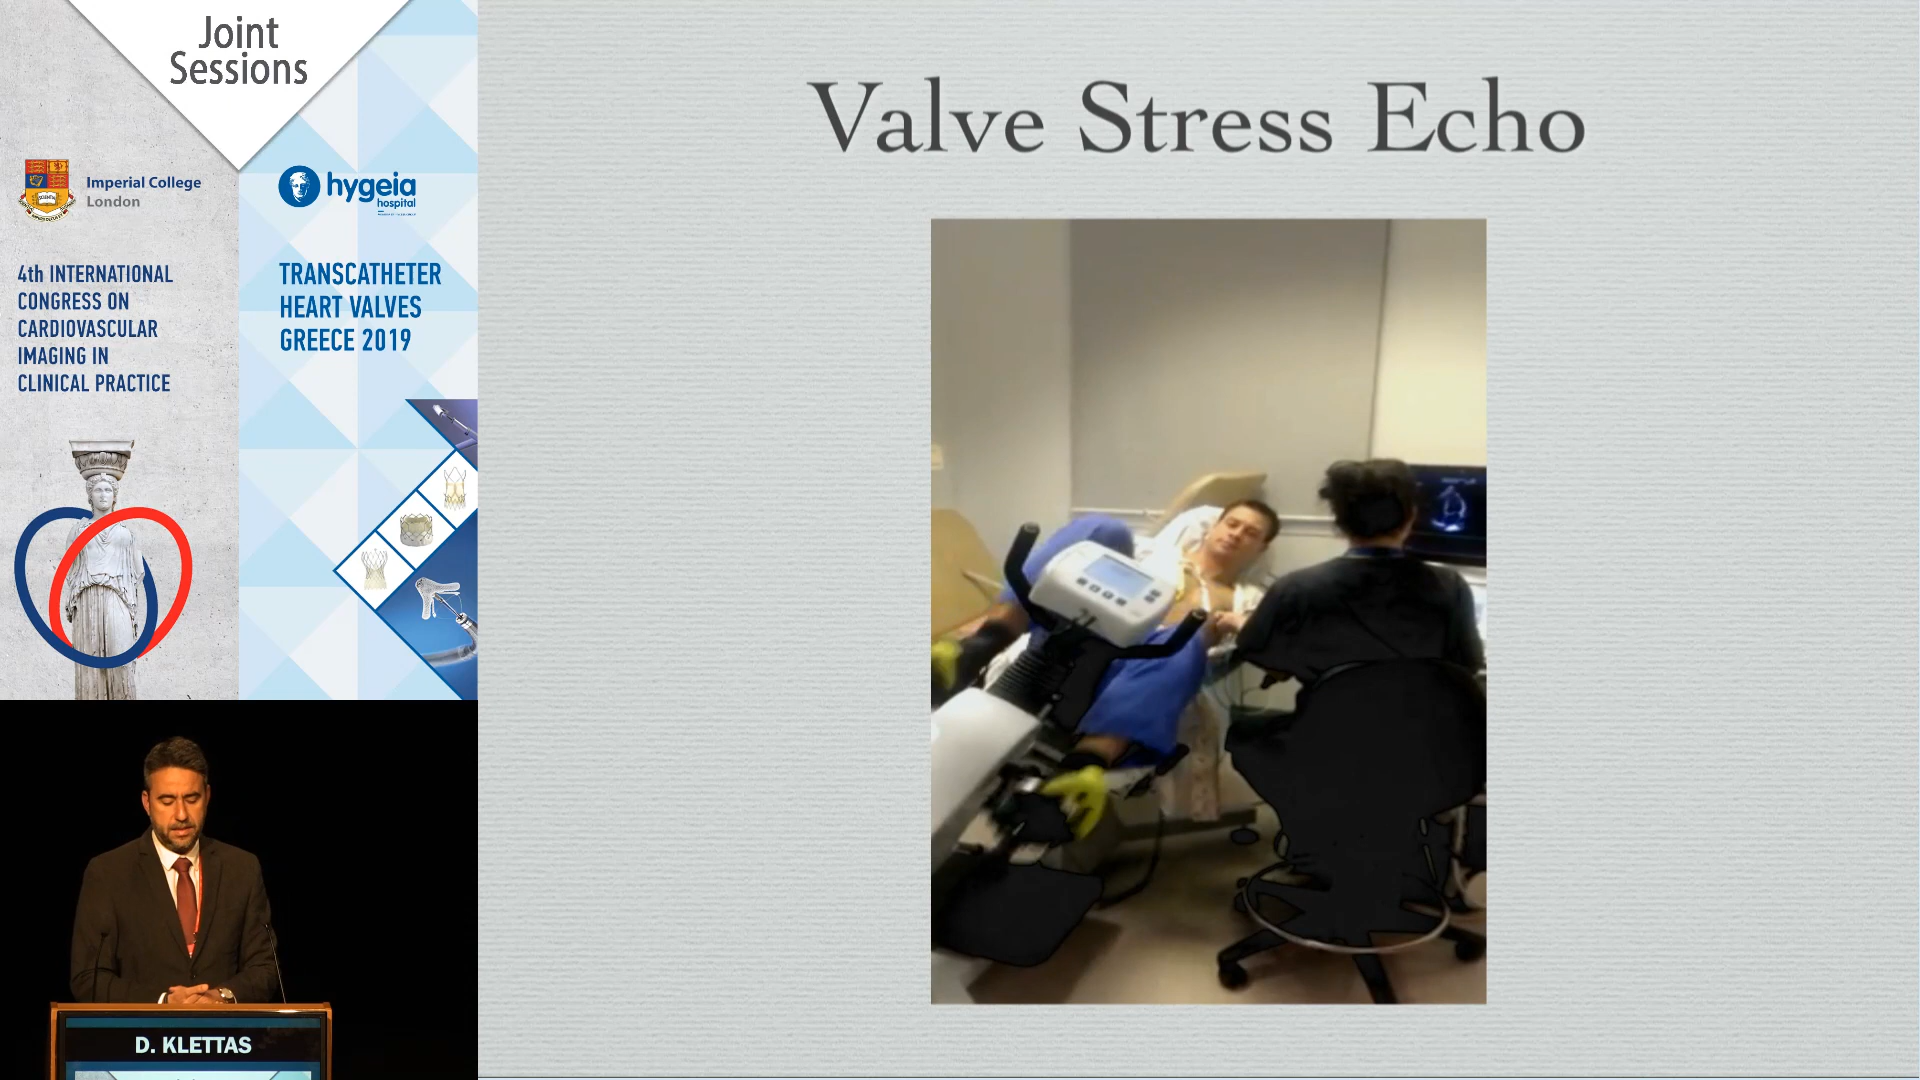 Joint
Sessions
Imperial College
London
hygeia
hospital
4th INTERNATIONAL
CONGRESS ON
CARDIOVASCULAR
IMAGING IN
CLINICAL PRACTICE
TRANSCATHETER
HEART VALVES
GREECE 2019
Valve Stress Echo
D. KLETTAS